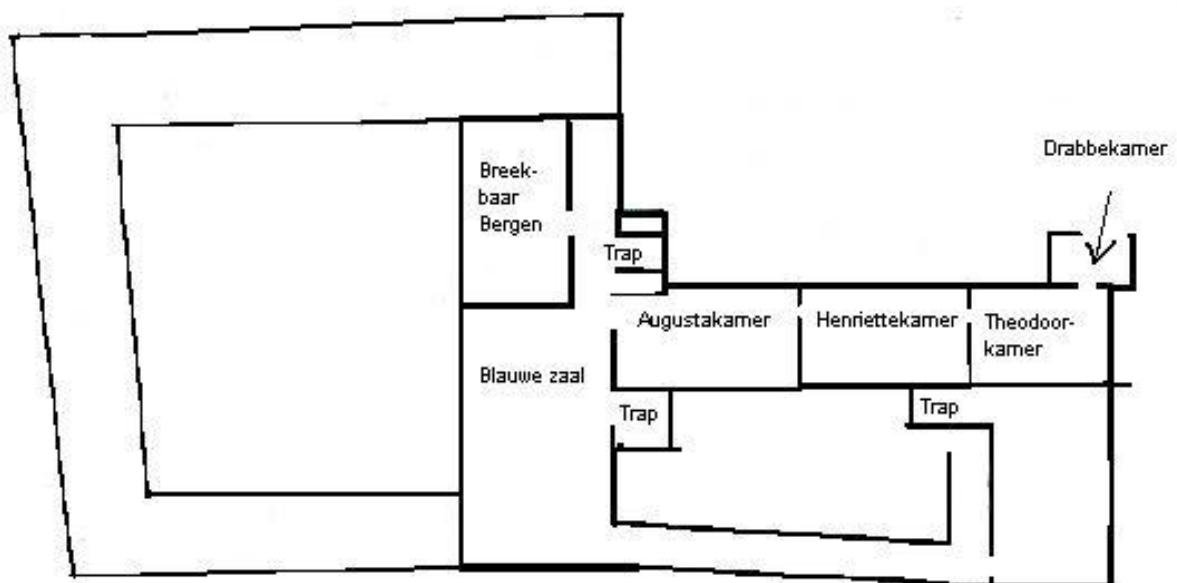 Drabbekamer
Breek-
baar
Bergen
Trap
Augustakamer
Henriettekamer
Theodoor-
kamer
Blauwe zaal
Trap
Trap